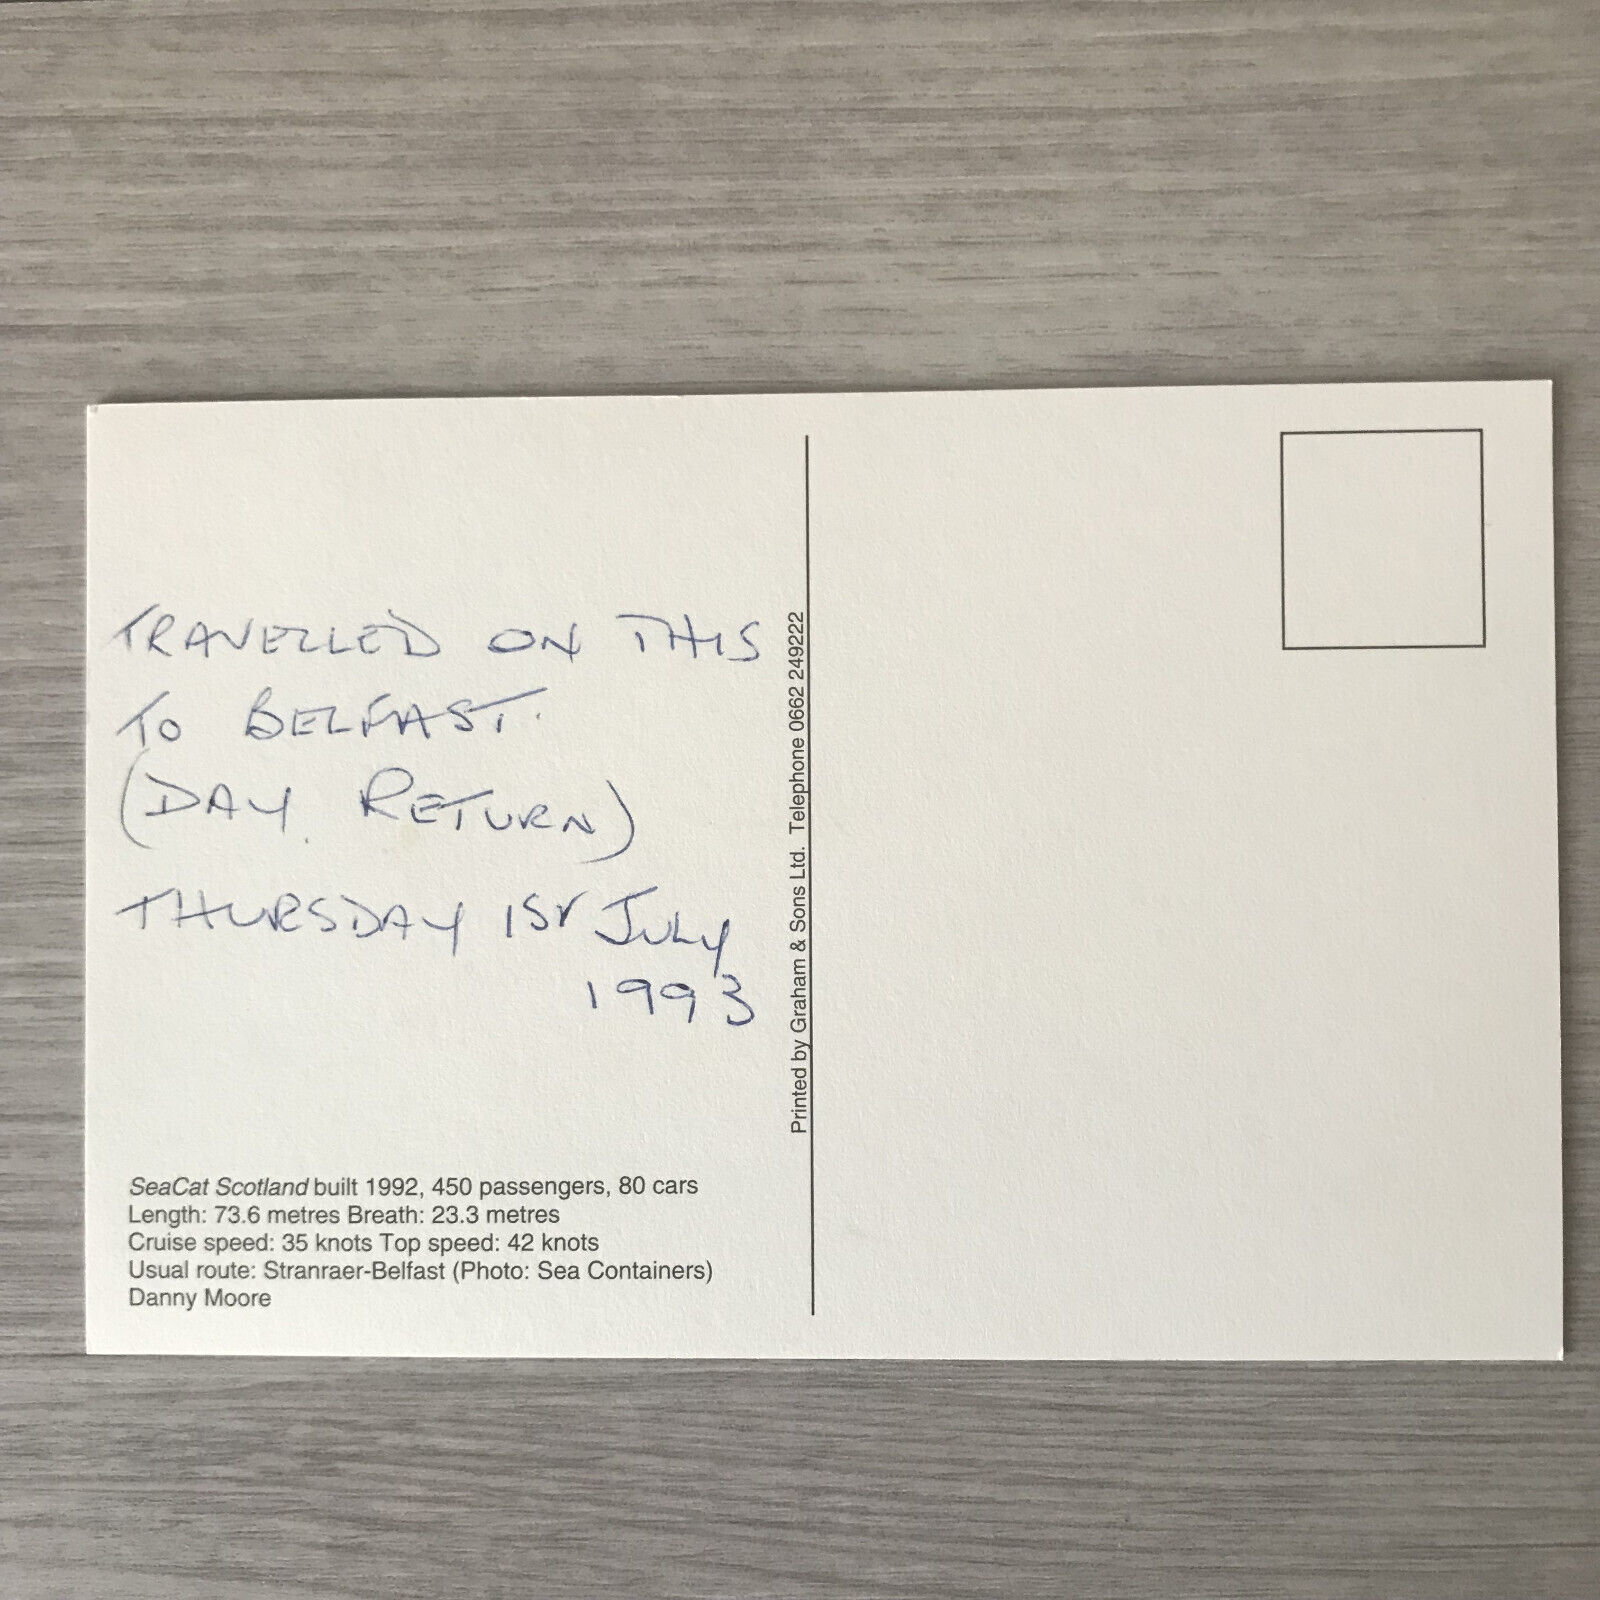 TRAVELLED ON THIS
TO BELFAST.
(DAY RETURN)
THURSDAY 1ST JULY
1993
SeaCat Scotland built 1992, 450 passengers, 80 cars
Length: 73.6 metres Breath: 23.3 metres
Cruise speed: 35 knots Top speed: 42 knots
Usual route: Stranraer-Belfast (Photo: Sea Containers)
Danny Moore
Printed by Graham & Sons Ltd. Telephone 0662 249222